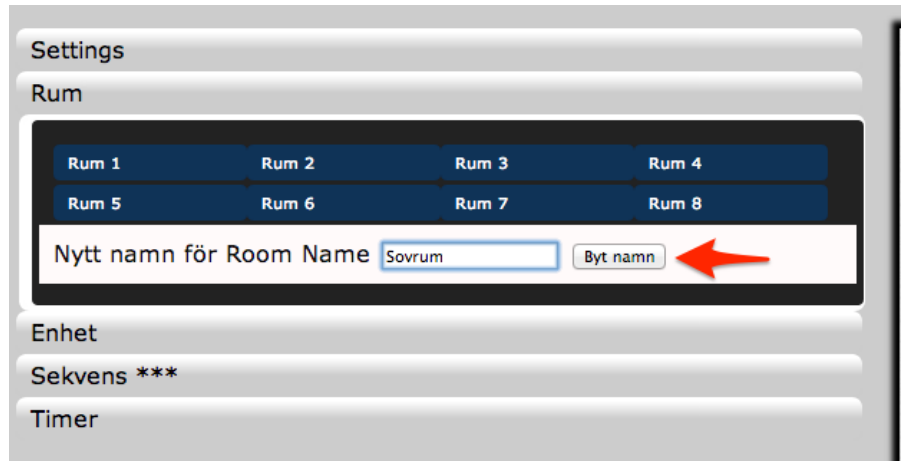 Settings
Rum
Rum 1 Rum 2 Rum 3 Rum 4
Rum 5 Rum 6 Rum 7 Rum 8
Nytt namn för Room Name Sovrum Byt namn
Enhet
Sekvens ***
Timer